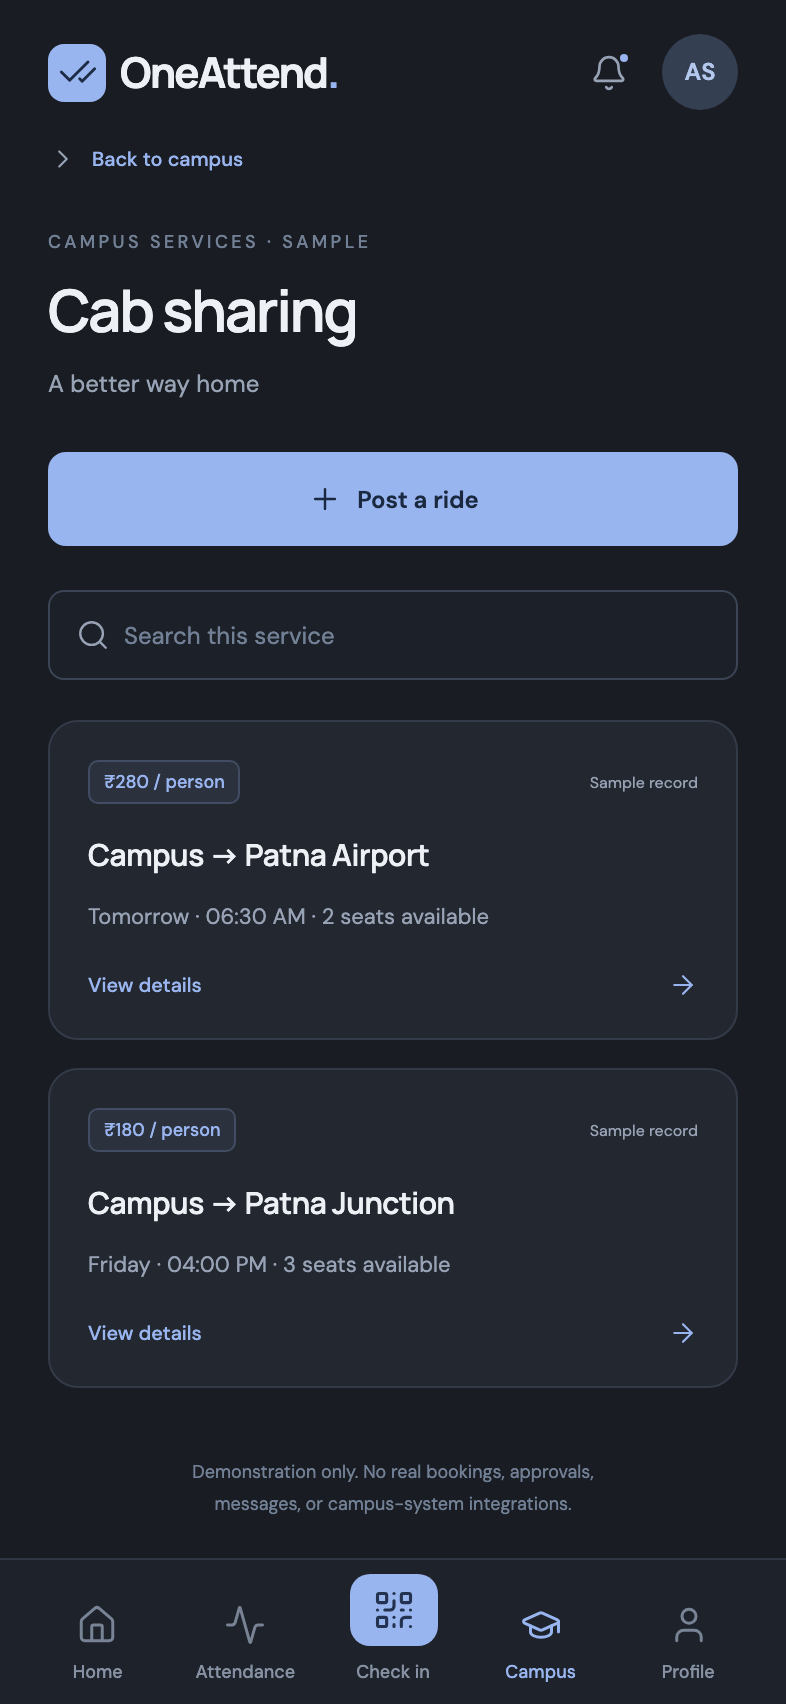 OneAttend.
AS
Back to campus
CAMPUS SERVICES · SAMPLE
Cab sharing
A better way home
Post a ride
Search this service
₹280 / person
Sample record
Campus → Patna Airport
Tomorrow · 06:30 AM · 2 seats available
View details
₹180 / person
Sample record
Campus → Patna Junction
Friday · 04:00 PM · 3 seats available
View details
Demonstration only. No real bookings, approvals,
messages, or campus-system integrations.
Home
Attendance
Check in
Campus
Profile